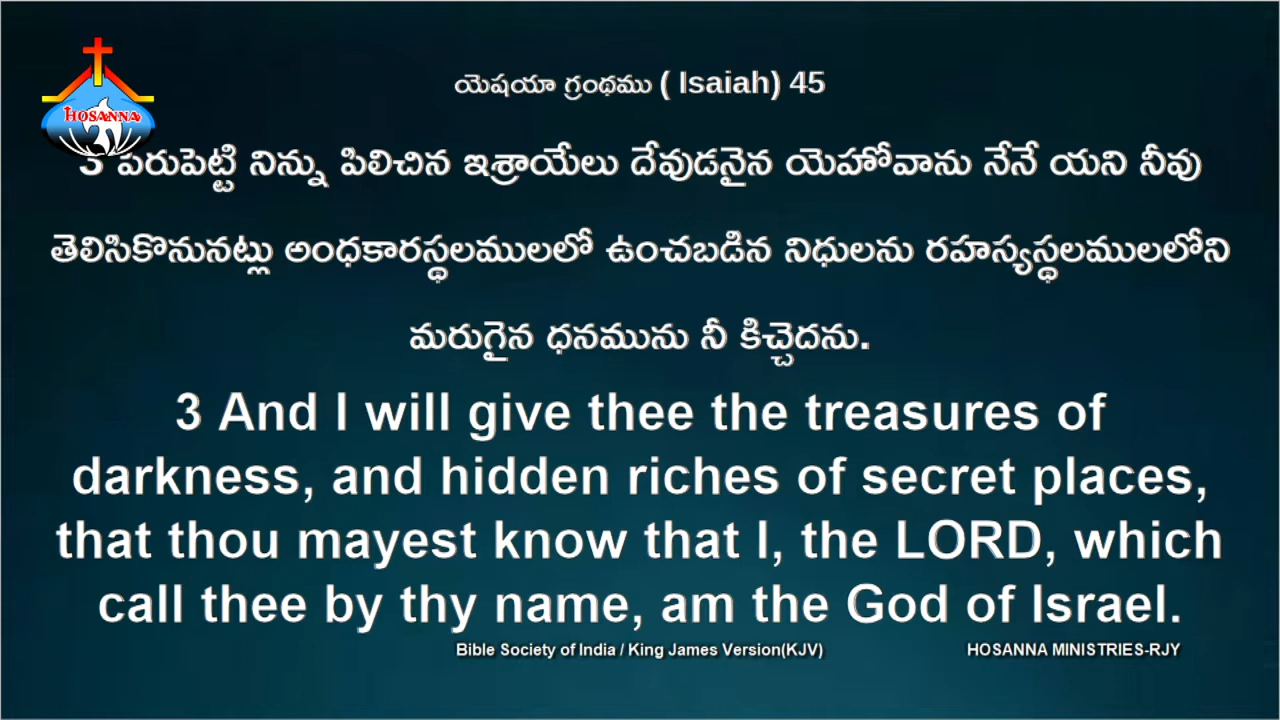 HOSANNA
యెషయా గ్రంథము ( Isaiah) 45
3 పేరుపెట్టి నిన్ను పిలిచిన ఇశ్రాయేలు దేవుడనైన యెహోవాను నేనే యని నీవు
తెలిసికొనునట్లు అంధకారస్థలములలో ఉంచబడిన నిధులను రహస్యస్థలములలోని
మరుగైన ధనమును నీ కిచ్చెదను.
3 And I will give thee the treasures of
darkness, and hidden riches of secret places,
that thou mayest know that I, the LORD, which
call thee by thy name, am the God of Israel.
Bible Society of India / King James Version(KJV) HOSANNA MINISTRIES-RJY